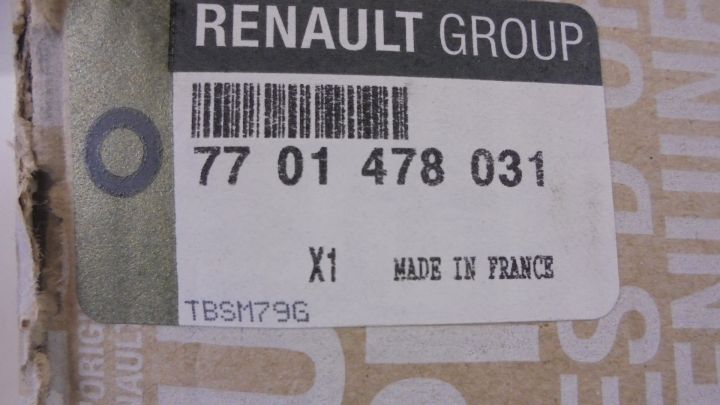 RENAULT GROUP
77 01 478 031
X1 MADE IN FRANCE
TBSM79G